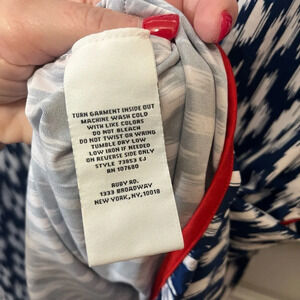 TURN GARMENT INSIDE OUT
MACHINE WASH COLD
WITH LIKE COLORS
DO NOT BLEACH
DO NOT TWIST OR WRING
TUMBLE DRY LOW
LOW IRON IF NEEDED
ON REVERSE SIDE ONLY
STYLE 73853 EJ
RN 107680
RUBY RD.
1333 BROADWAY
NEW YORK, NY, 10018